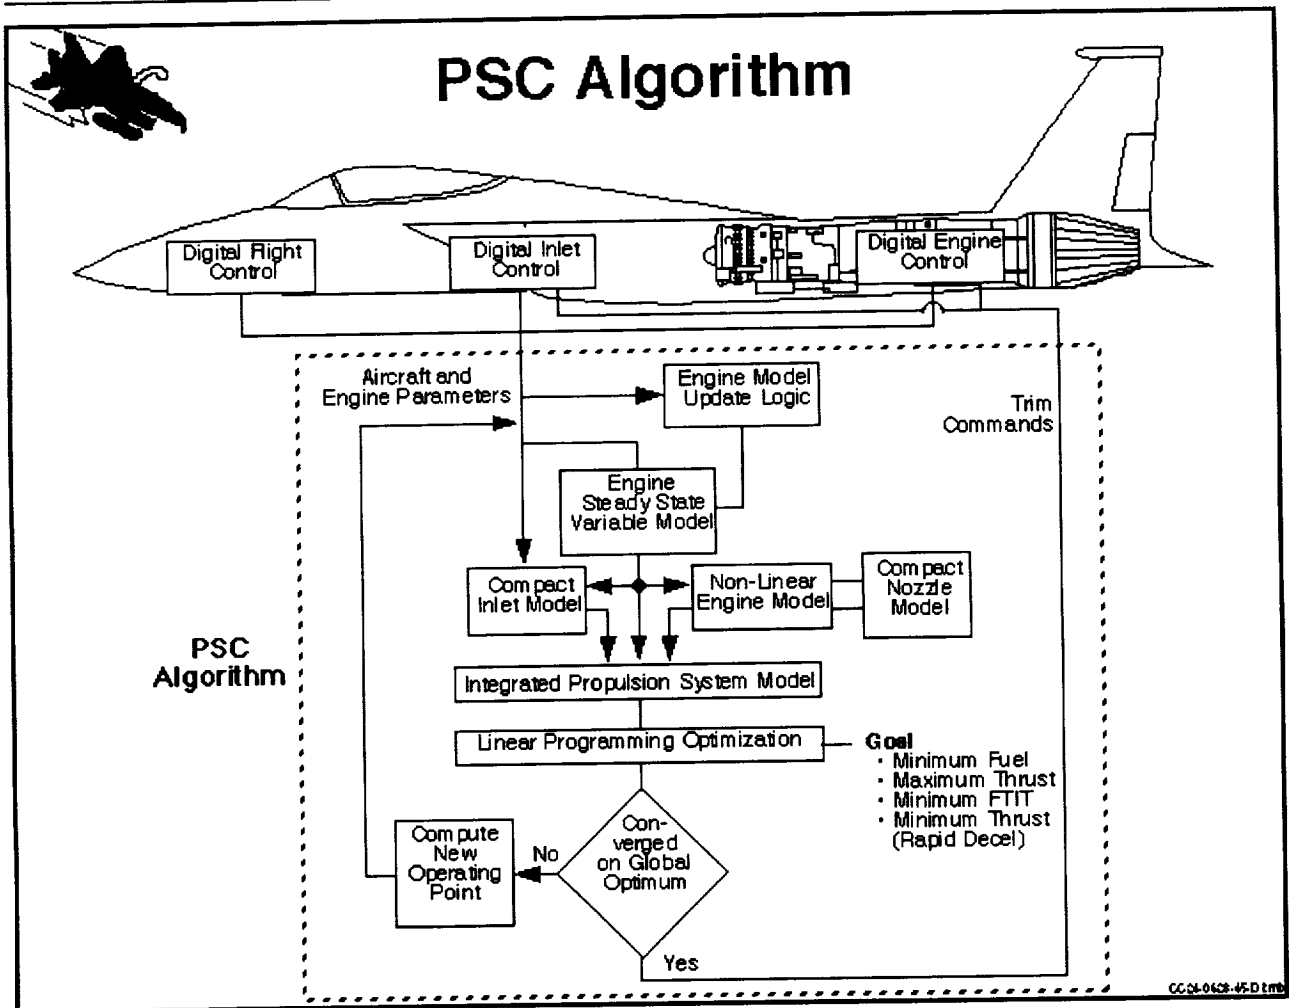 PSC Algorithm
Digital Flight
Control
Digital Inlet
Control
Digital Engine
Control
Aircraft and
Engine Parameters
Engine Model
Update Logic
Trim
Commands
Engine
Steady State
Variable Model
Compact
Inlet Model
Non-Linear
Engine Model
Compact
Nozzle
Model
PSC
Algorithm
Integrated Propulsion System Model
Linear Programming Optimization
Goal
· Minimum Fuel
· Maximum Thrust
· Minimum FTIT
· Minimum Thrust
(Rapid Decel)
Compute
New
Operating
Point
No
Con-
verged
on Global
Optimum
Yes